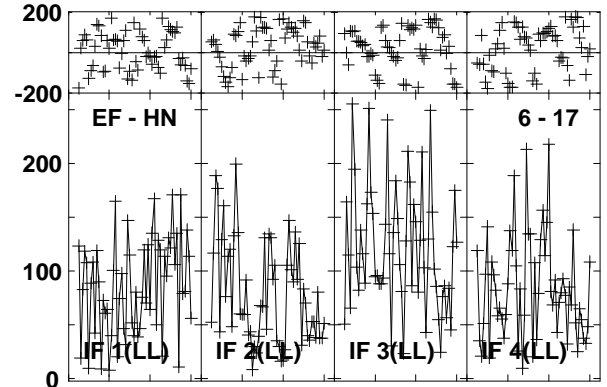 200
0
-200
EF - HN
6 - 17
200
100
0
IF 1(LL)
IF 2(LL)
IF 3(LL)
IF 4(LL)